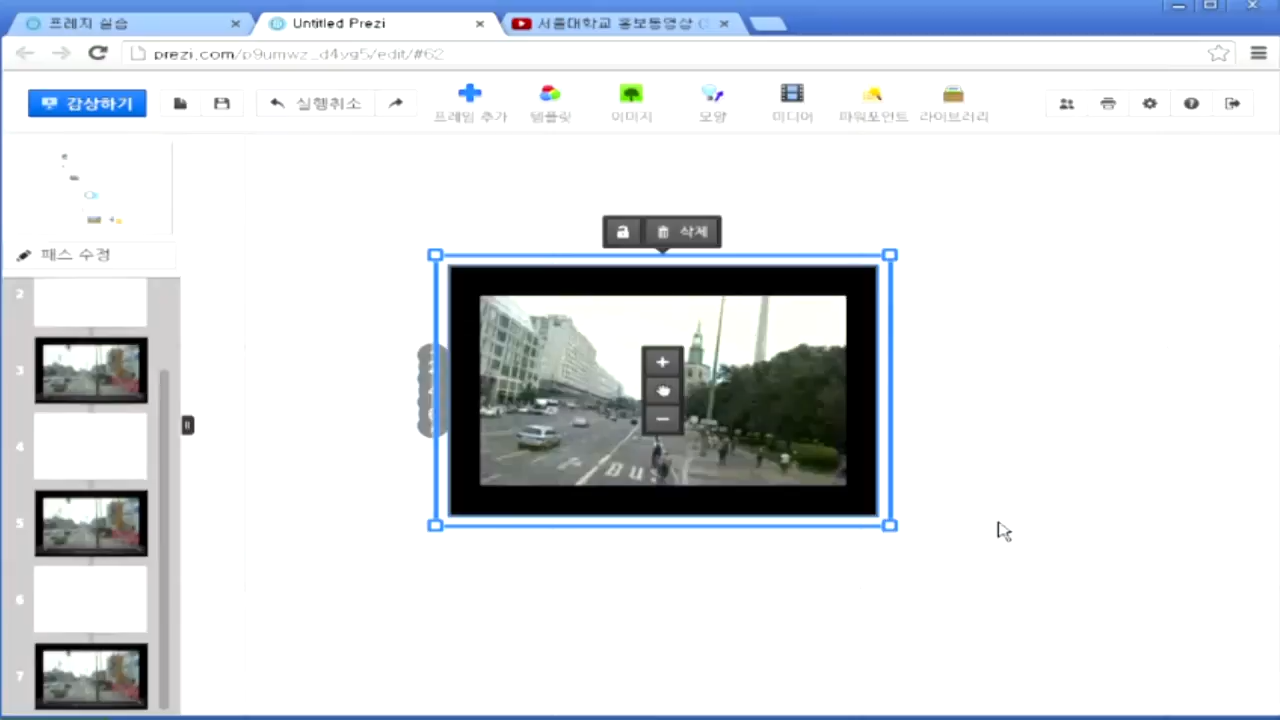 프레지 실습
Untitled Prezi
서울대학교 홍보동영상 (
prezi.com/p9umwz_d4yg5/edit/#62
감상하기
실행취소
프레임 추가
템플릿
이미지
모양
미디어
파워포인트
라이브러리
패스 수정
삭제
2
3
4
5
6
7
BUS